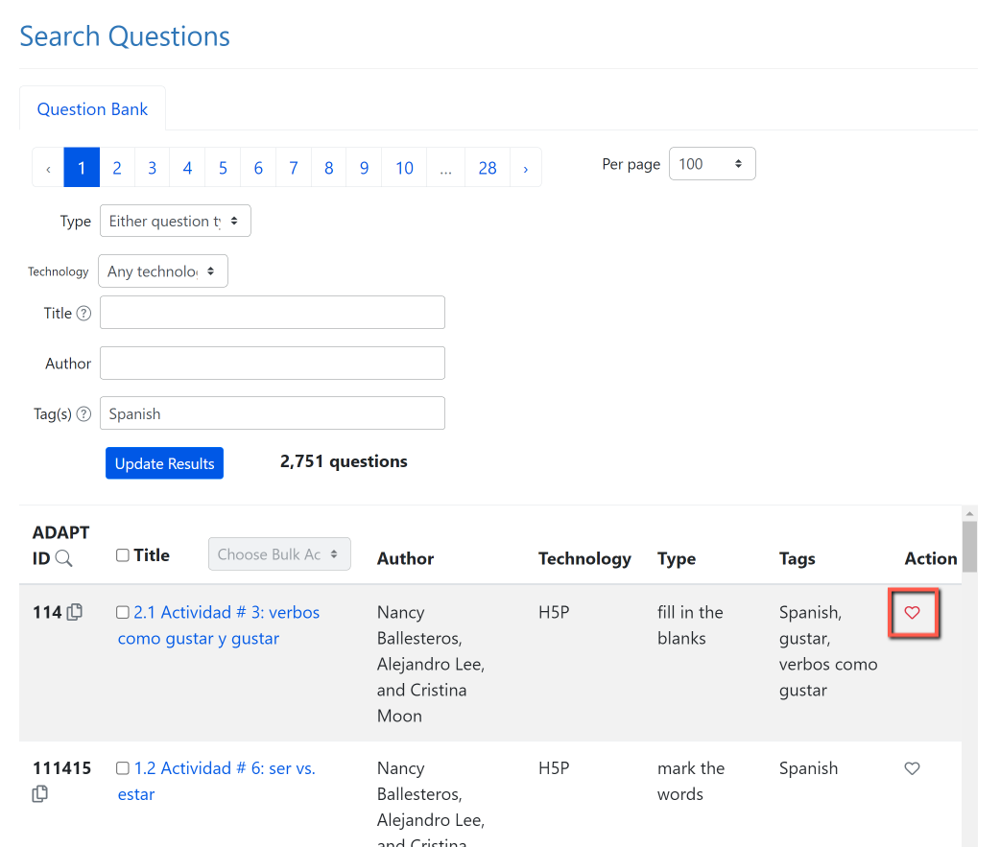 Search Questions
Question Bank
‹ 1 2 3 4 5 6 7 8 9 10 ... 28 ›
Per page 100
Type Either question ty
Technology Any technolo
Title ?
Author
Tag(s) ? Spanish
Update Results 2,751 questions
ADAPT ID Title Choose Bulk Ac Author Technology Type Tags Action
114 2.1 Actividad # 3: verbos Nancy H5P fill in the Spanish,
como gustar y gustar Ballesteros, blanks gustar,
Alejandro Lee, verbos como
and Cristina gustar
Moon
111415 1.2 Actividad # 6: ser vs. Nancy H5P mark the Spanish
estar Ballesteros, words
Alejandro Lee,
and Cristina